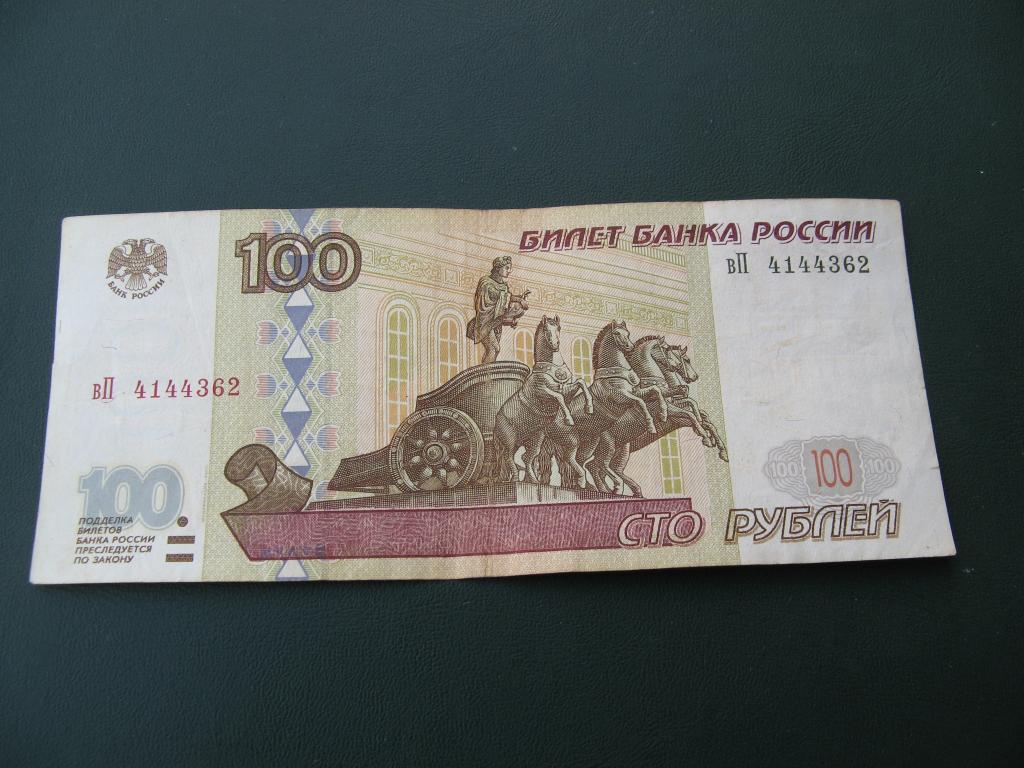 БАНК РОССИИ
100
БИЛЕТ БАНКА РОССИИ
вП 4144362
вП 4144362
100
ПОДДЕЛКА
БИЛЕТОВ
БАНКА РОССИИ
ПРЕСЛЕДУЕТСЯ
ПО ЗАКОНУ
100 100 100
СТО РУБЛЕЙ